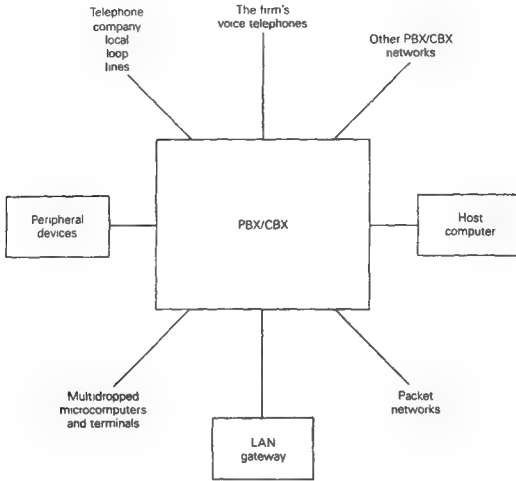 Telephone
company
local
loop
lines
The firm's
voice telephones
Other PBX/CBX
networks
Peripheral
devices
PBX/CBX
Host
computer
Multidropped
microcomputers
and terminals
LAN
gateway
Packet
networks